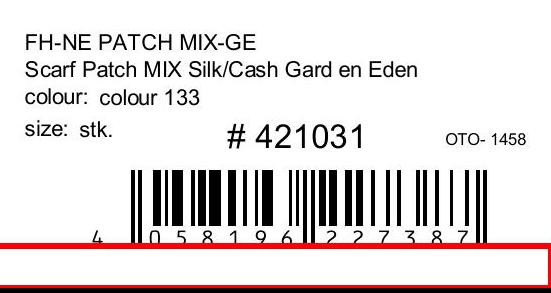 FH-NE PATCH MIX-GE
Scarf Patch MIX Silk/Cash Gard en Eden
colour: colour 133
size: stk.
# 421031
OTO- 1458
4 058196 227387